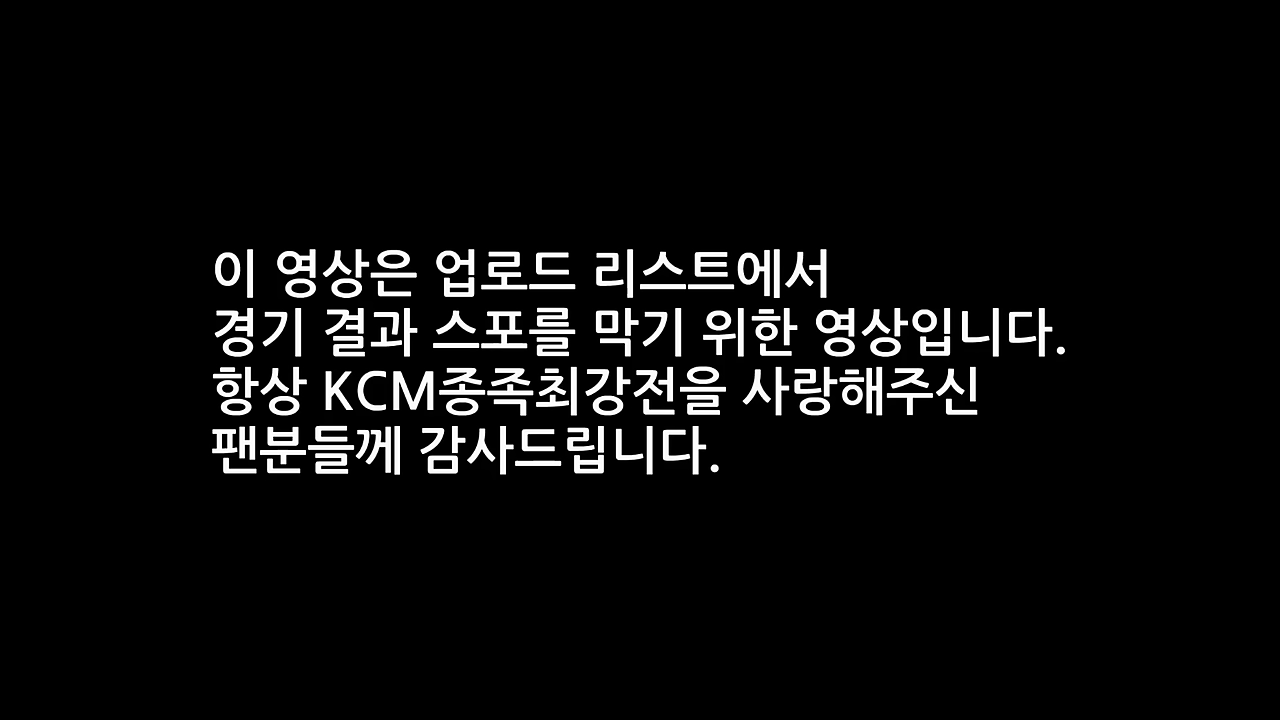 이 영상은 업로드 리스트에서
경기 결과 스포를 막기 위한 영상입니다.
항상 KCM종족최강전을 사랑해주신
팬분들께 감사드립니다.